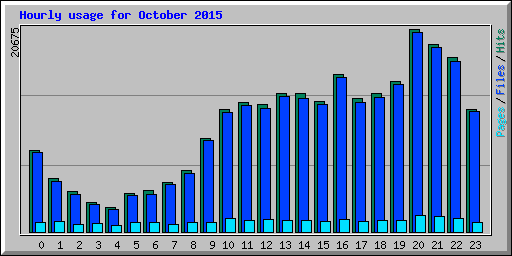 Hourly usage for October 2015
20675
Pages/Files/Hits
0 1 2 3 4 5 6 7 8 9 10 11 12 13 14 15 16 17 18 19 20 21 22 23